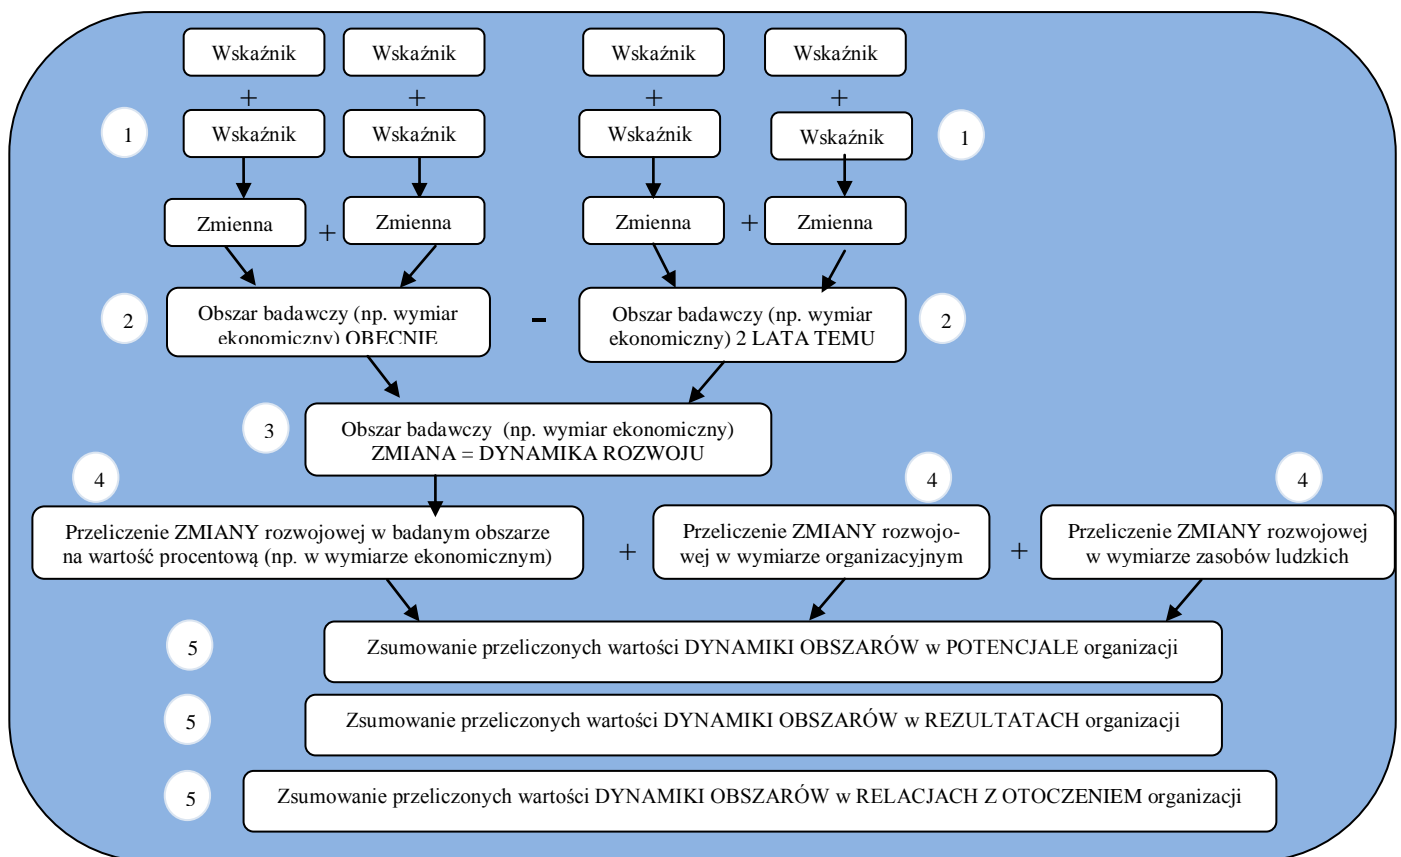 Wskaźnik Wskaźnik Wskaźnik Wskaźnik
+ + + +
1 Wskaźnik Wskaźnik Wskaźnik Wskaźnik 1
Zmienna + Zmienna Zmienna + Zmienna
2
Obszar badawczy (np. wymiar
ekonomiczny) OBECNIE
-
Obszar badawczy (np. wymiar
ekonomiczny) 2 LATA TEMU
2
3
Obszar badawczy (np. wymiar ekonomiczny)
ZMIANA = DYNAMIKA ROZWOJU
4
Przeliczenie ZMIANY rozwojowej w badanym obszarze
na wartość procentową (np. w wymiarze ekonomicznym)
+
4
Przeliczenie ZMIANY rozwojo-
wej w wymiarze organizacyjnym
+
4
Przeliczenie ZMIANY rozwojowej
w wymiarze zasobów ludzkich
5
Zsumowanie przeliczonych wartości DYNAMIKI OBSZARÓW w POTENCJALE organizacji
5
Zsumowanie przeliczonych wartości DYNAMIKI OBSZARÓW w REZULTATACH organizacji
5
Zsumowanie przeliczonych wartości DYNAMIKI OBSZARÓW w RELACJACH Z OTOCZENIEM organizacji